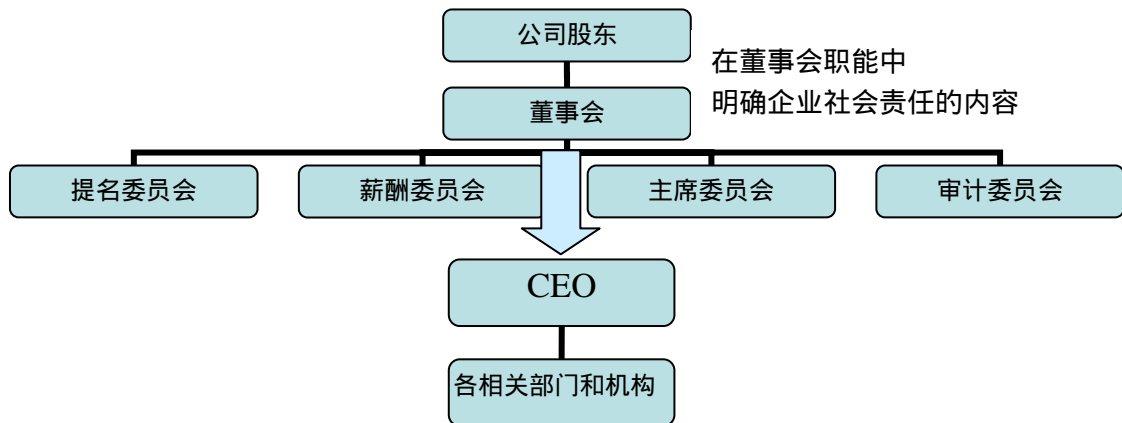 公司股东
在董事会职能中
明确企业社会责任的内容
董事会
提名委员会
薪酬委员会
主席委员会
审计委员会
CEO
各相关部门和机构